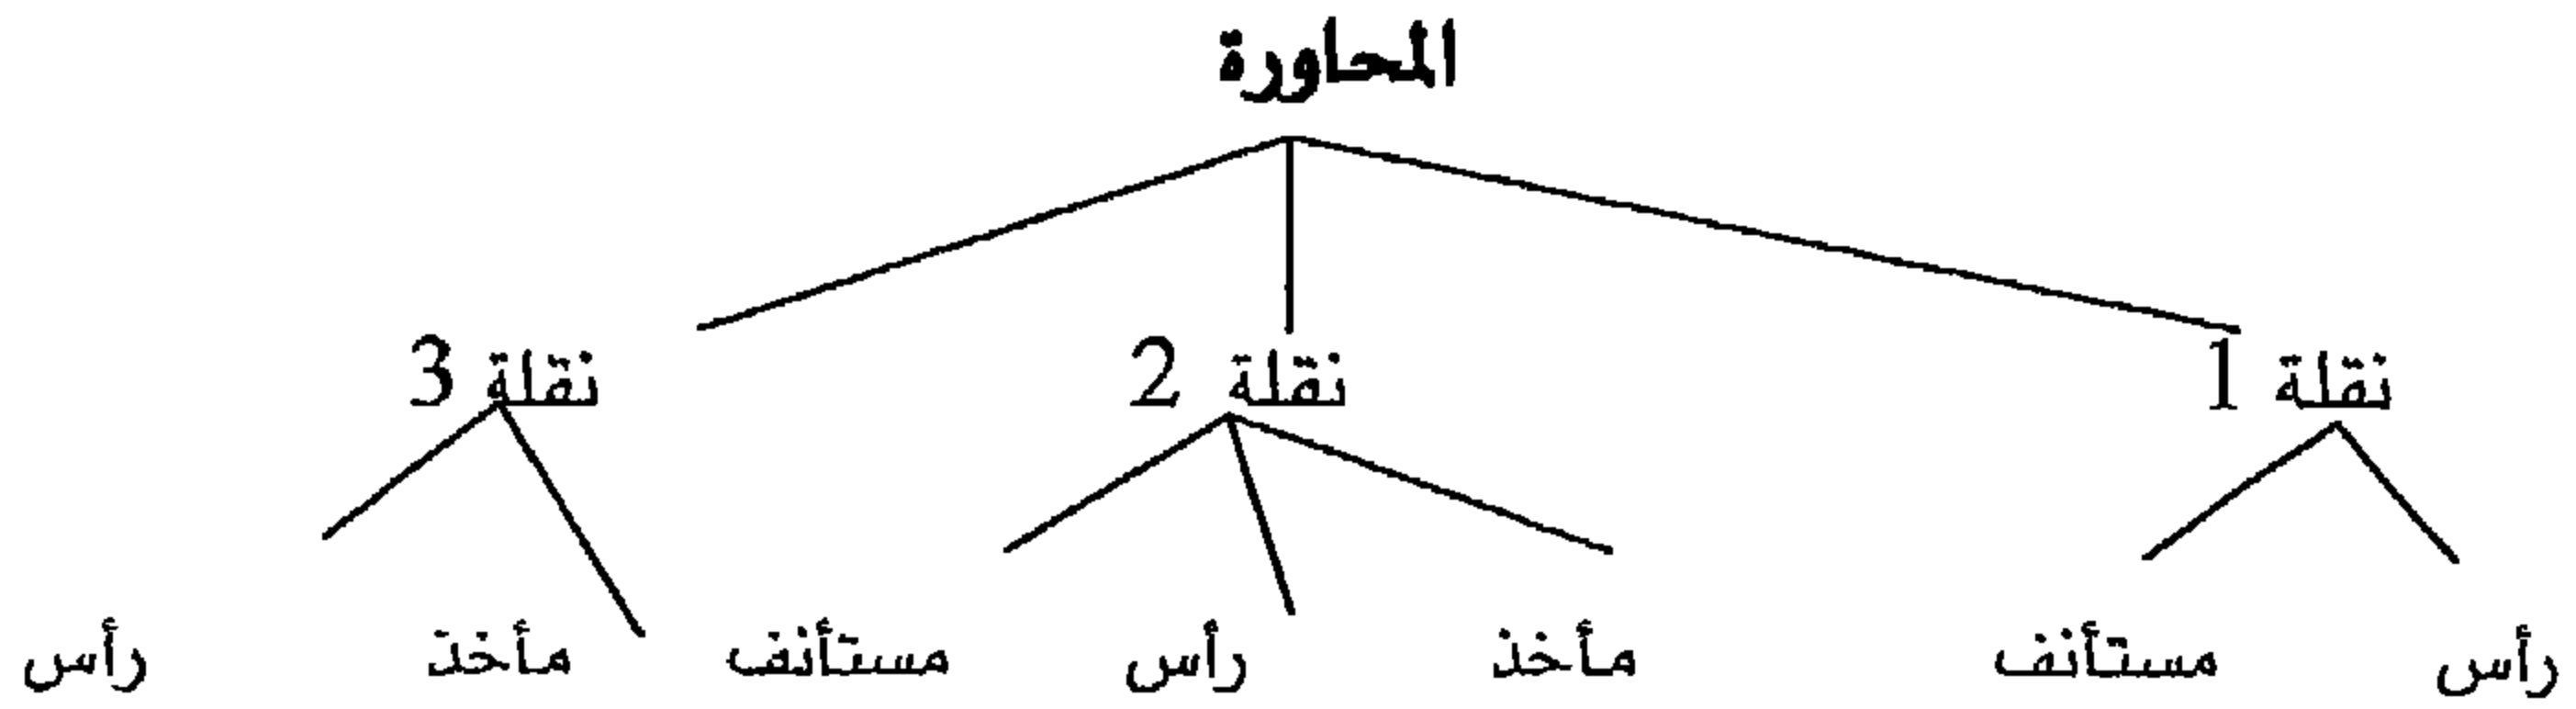 المحاورة
نقلة 1 نقلة 2 نقلة 3
رأس مستأنف مأخذ رأس مستأنف مأخذ رأس